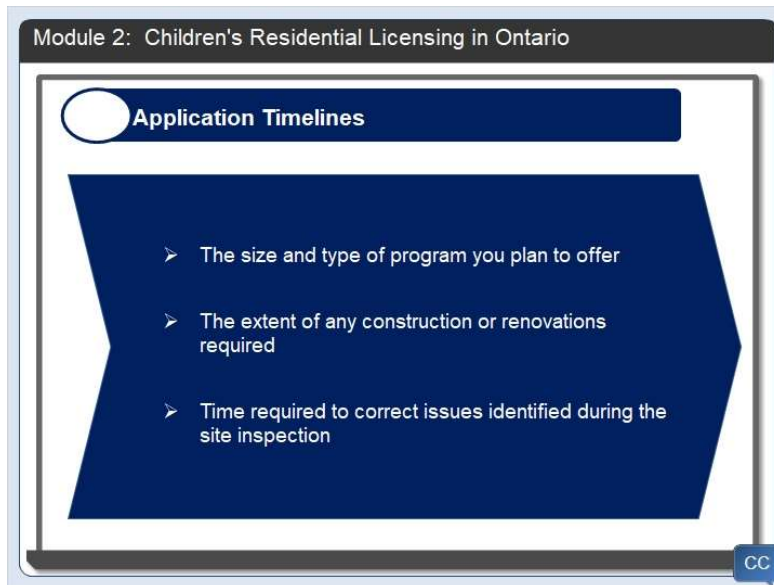 Module 2: Children's Residential Licensing in Ontario
Application Timelines
➢ The size and type of program you plan to offer
➢ The extent of any construction or renovations
required
➢ Time required to correct issues identified during the
site inspection
CC